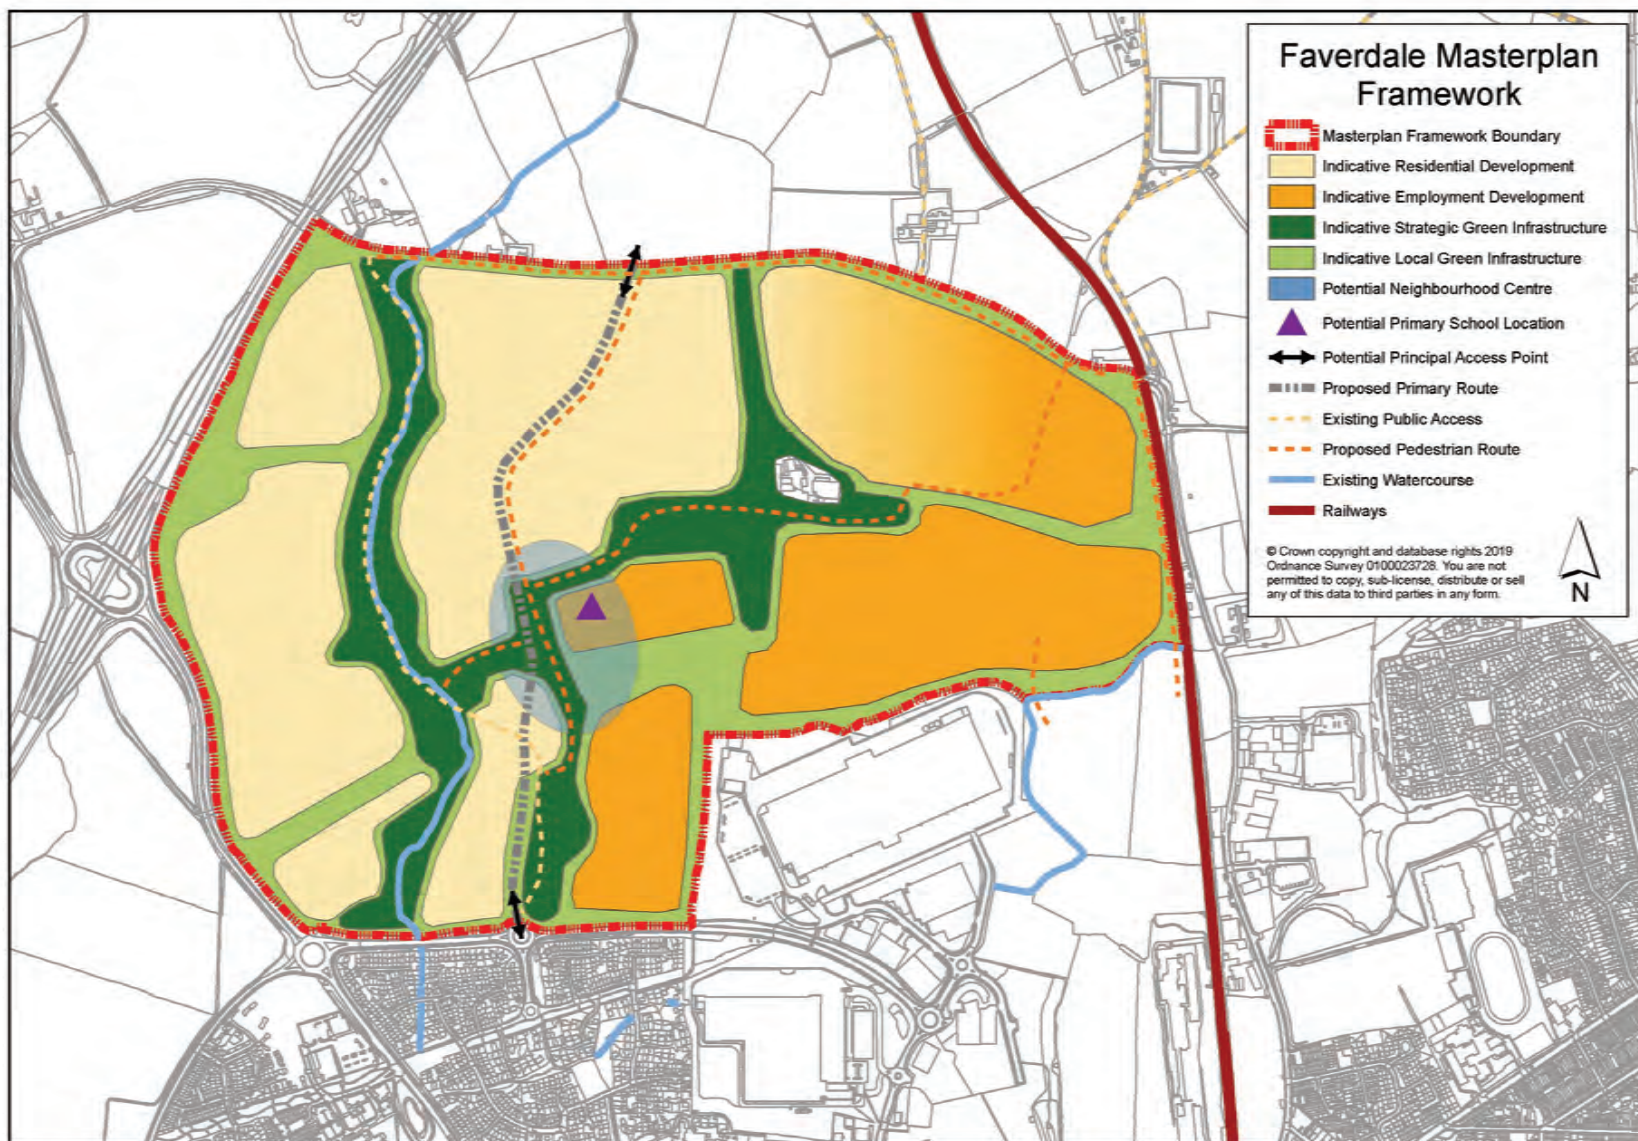 Faverdale Masterplan
Framework
Masterplan Framework Boundary
Indicative Residential Development
Indicative Employment Development
Indicative Strategic Green Infrastructure
Indicative Local Green Infrastructure
Potential Neighbourhood Centre
Potential Primary School Location
Potential Principal Access Point
Proposed Primary Route
Existing Public Access
Proposed Pedestrian Route
Existing Watercourse
Railways
© Crown copyright and database rights 2019
Ordnance Survey 0100023728. You are not
permitted to copy, sub-license, distribute or sell
any of this data to third parties in any form.
N